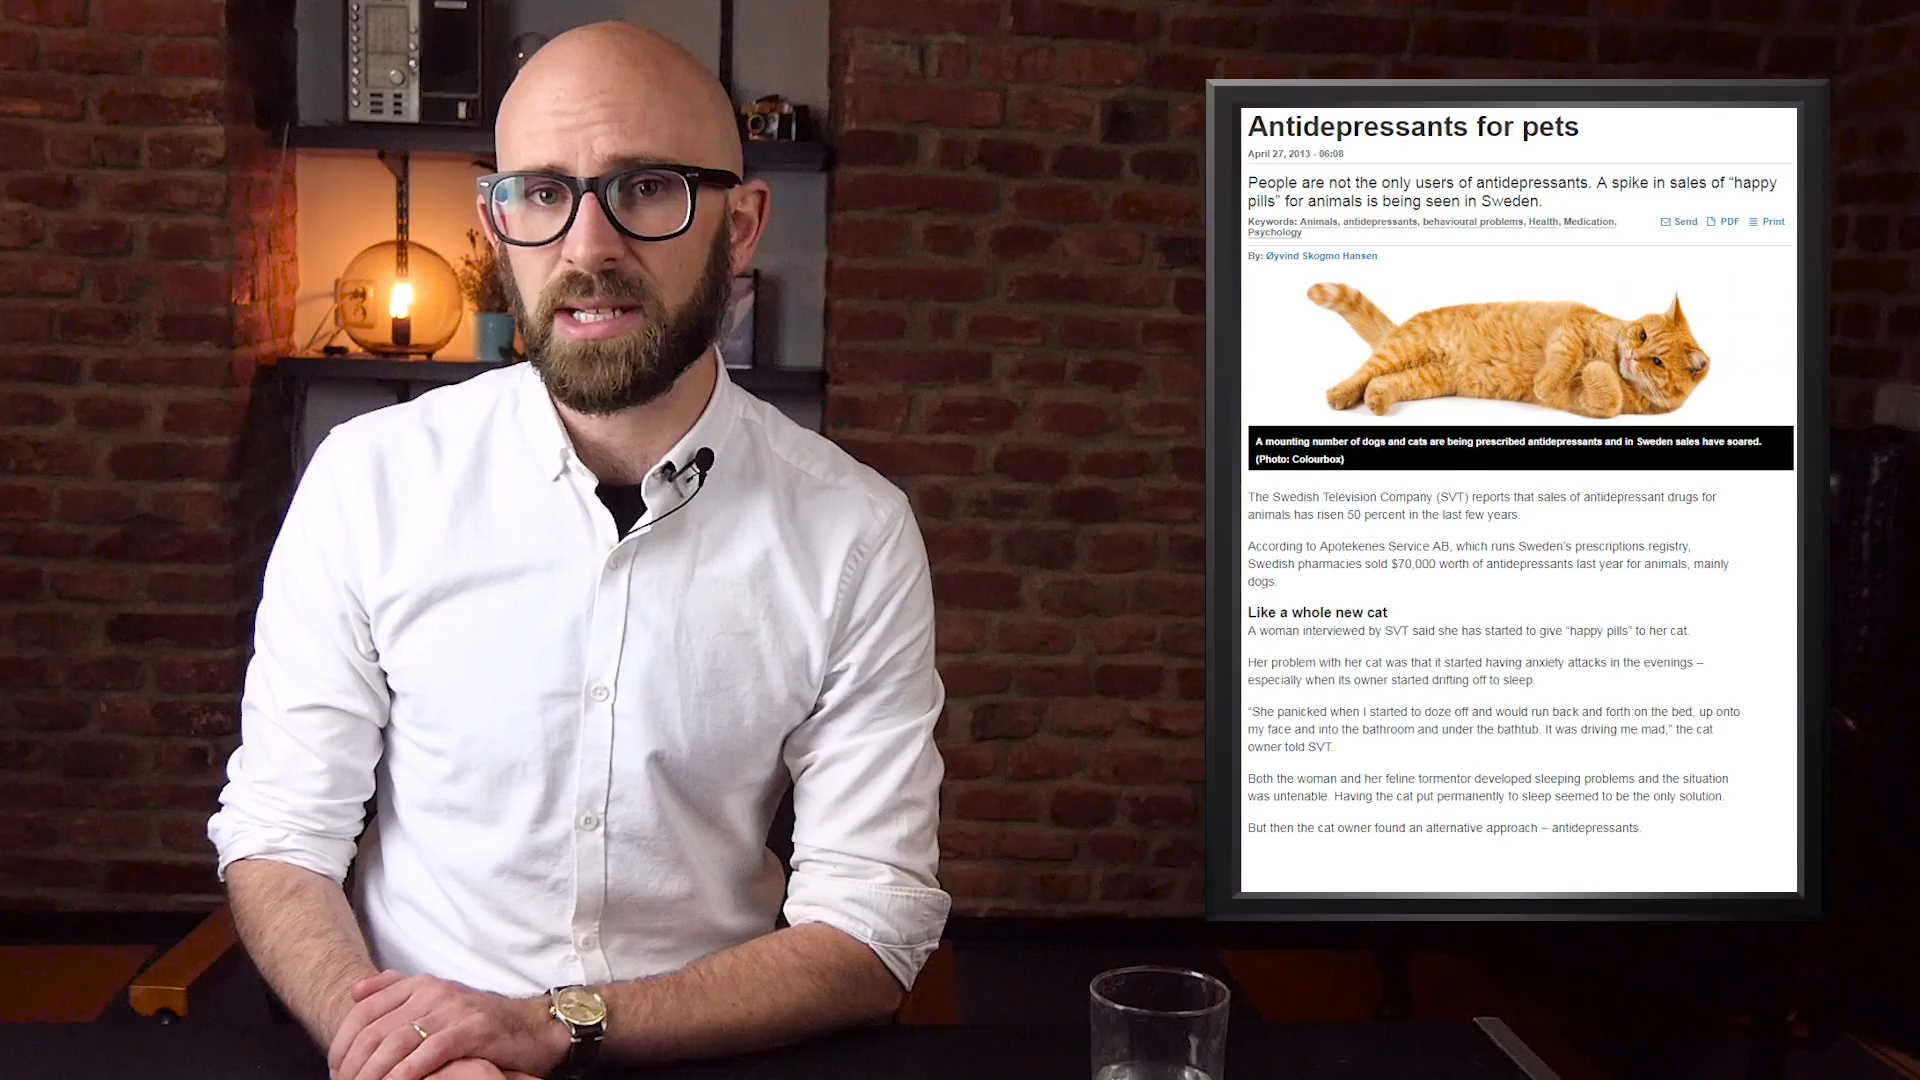 Antidepressants for pets
April 27, 2013 - 06:08
People are not the only users of antidepressants. A spike in sales of “happy
pills” for animals is being seen in Sweden.
Keywords: Animals, antidepressants, behavioural problems, Health, Medication,
Psychology
Send PDF Print
By: Øyvind Skogmo Hansen
A mounting number of dogs and cats are being prescribed antidepressants and in Sweden sales have soared.
(Photo: Colourbox)
The Swedish Television Company (SVT) reports that sales of antidepressant drugs for
animals has risen 50 percent in the last few years.
According to Apotekenes Service AB, which runs Sweden’s prescriptions registry,
Swedish pharmacies sold $70,000 worth of antidepressants last year for animals, mainly
dogs.
Like a whole new cat
A woman interviewed by SVT said she has started to give “happy pills” to her cat.
Her problem with her cat was that it started having anxiety attacks in the evenings –
especially when its owner started drifting off to sleep.
“She panicked when I started to doze off and would run back and forth on the bed, up onto
my face and into the bathroom and under the bathtub. It was driving me mad,” the cat
owner told SVT.
Both the woman and her feline tormentor developed sleeping problems and the situation
was untenable. Having the cat put permanently to sleep seemed to be the only solution.
But then the cat owner found an alternative approach – antidepressants.